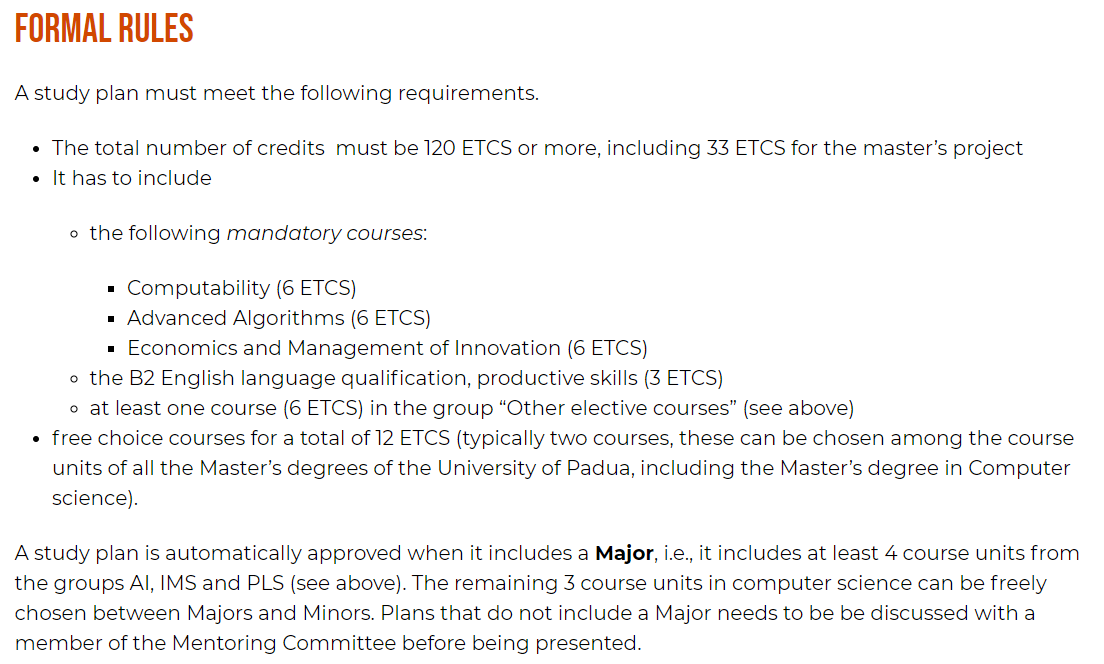 FORMAL RULES
A study plan must meet the following requirements.
• The total number of credits  must be 120 ETCS or more, including 33 ETCS for the master's project
• It has to include
◦ the following mandatory courses:
▪ Computability (6 ETCS)
▪ Advanced Algorithms (6 ETCS)
▪ Economics and Management of Innovation (6 ETCS)
◦ the B2 English language qualification, productive skills (3 ETCS)
◦ at least one course (6 ETCS) in the group “Other elective courses” (see above)
• free choice courses for a total of 12 ETCS (typically two courses, these can be chosen among the course
units of all the Master's degrees of the University of Padua, including the Master's degree in Computer
science).
A study plan is automatically approved when it includes a Major, i.e., it includes at least 4 course units from
the groups AI, IMS and PLS (see above). The remaining 3 course units in computer science can be freely
chosen between Majors and Minors. Plans that do not include a Major needs to be be discussed with a
member of the Mentoring Committee before being presented.